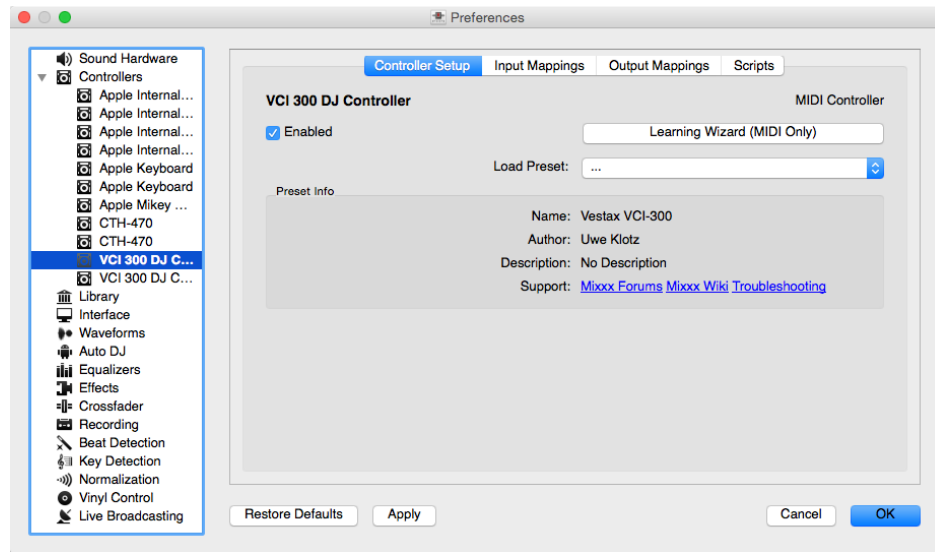 Preferences
Sound Hardware
Controllers
Apple Internal...
Apple Internal...
Apple Internal...
Apple Internal...
Apple Keyboard
Apple Keyboard
Apple Mikey ...
CTH-470
CTH-470
VCI 300 DJ C...
VCI 300 DJ C...
Library
Interface
Waveforms
Auto DJ
Equalizers
Effects
Crossfader
Recording
Beat Detection
Key Detection
Normalization
Vinyl Control
Live Broadcasting
Controller Setup Input Mappings Output Mappings Scripts
VCI 300 DJ Controller MIDI Controller
Enabled Learning Wizard (MIDI Only)
Load Preset: ...
Preset Info
Name: Vestax VCI-300
Author: Uwe Klotz
Description: No Description
Support: Mixxx Forums Mixxx Wiki Troubleshooting
Restore Defaults Apply Cancel OK